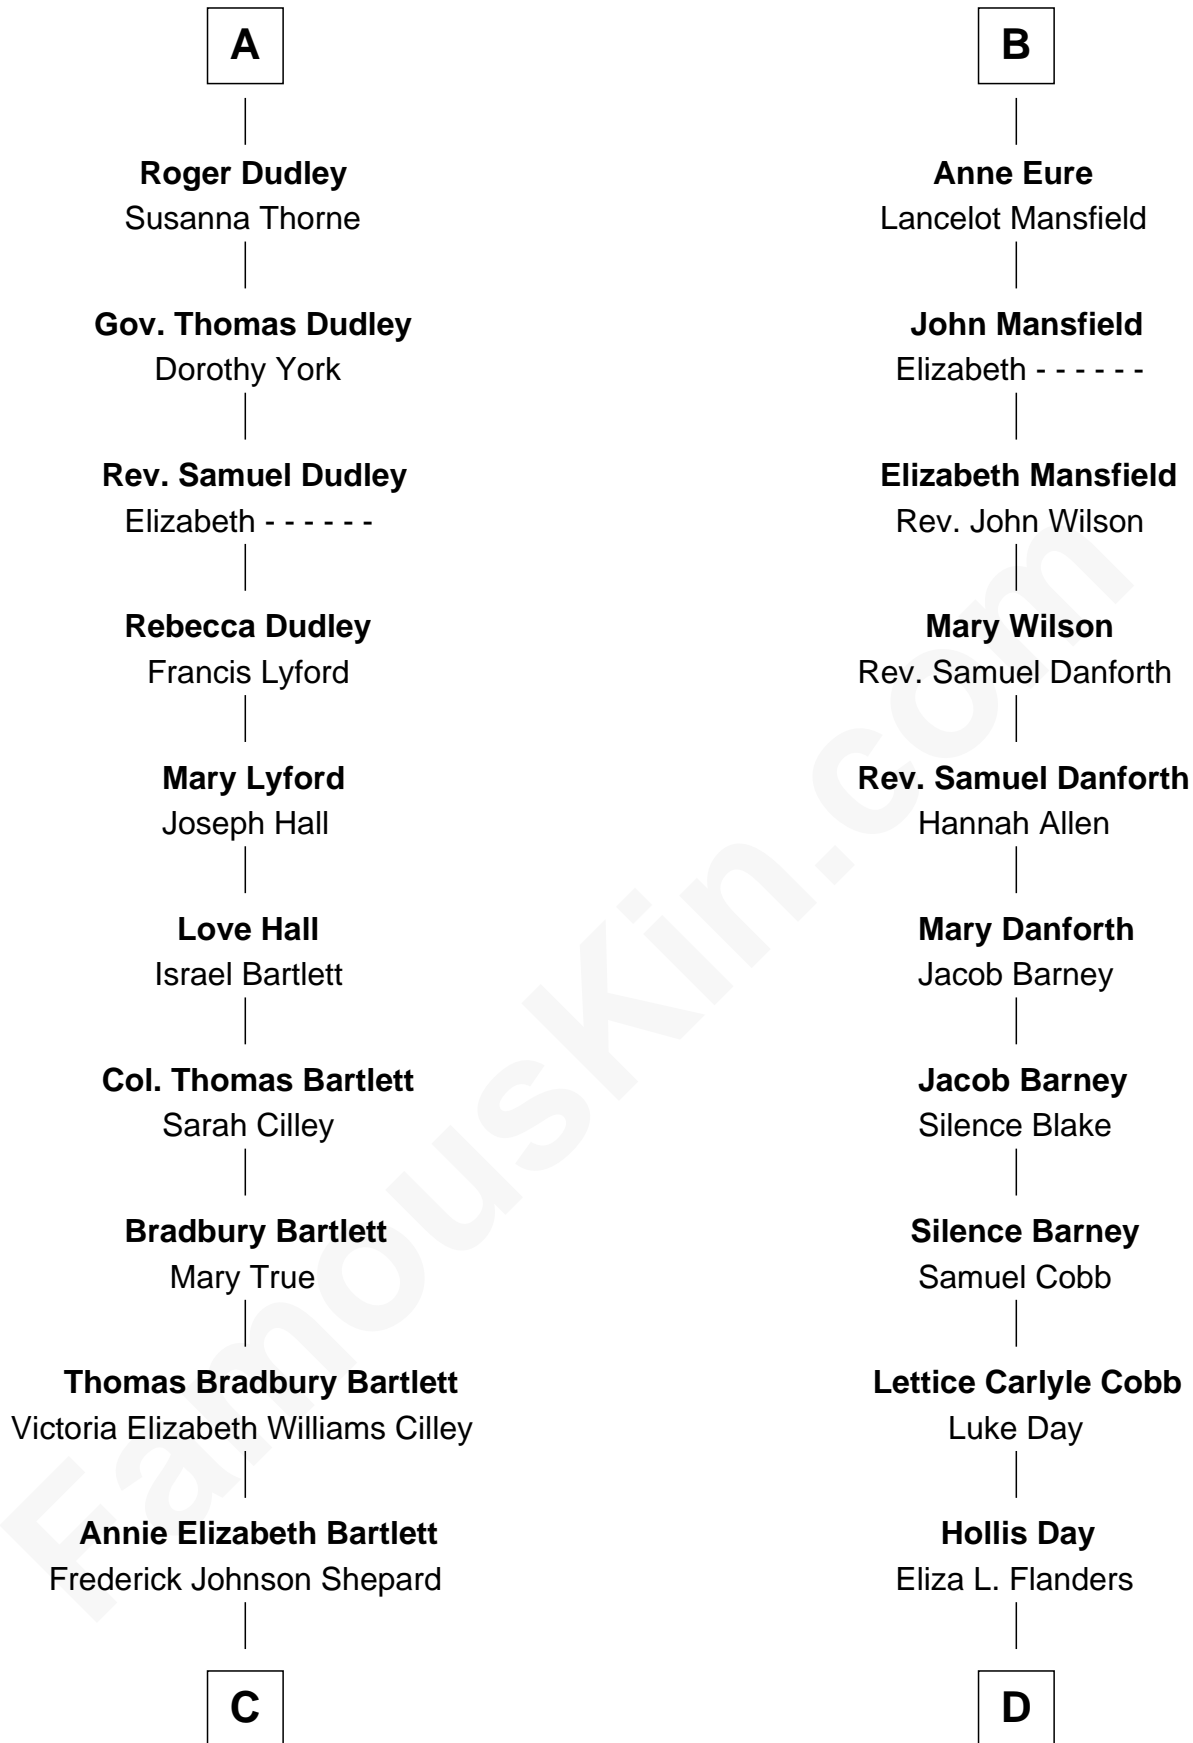 A
Roger Dudley
Susanna Thorne
Gov. Thomas Dudley
Dorothy York
Rev. Samuel Dudley
Elizabeth - - - - - -
Rebecca Dudley
Francis Lyford
Mary Lyford
Joseph Hall
Love Hall
Israel Bartlett
Col. Thomas Bartlett
Sarah Cilley
Bradbury Bartlett
Mary True
Thomas Bradbury Bartlett
Victoria Elizabeth Williams Cilley
Annie Elizabeth Bartlett
Frederick Johnson Shepard
C
B
Anne Eure
Lancelot Mansfield
John Mansfield
Elizabeth - - - - - -
Elizabeth Mansfield
Rev. John Wilson
Mary Wilson
Rev. Samuel Danforth
Rev. Samuel Danforth
Hannah Allen
Mary Danforth
Jacob Barney
Jacob Barney
Silence Blake
Silence Barney
Samuel Cobb
Lettice Carlyle Cobb
Luke Day
Hollis Day
Eliza L. Flanders
D
FamousKin.com